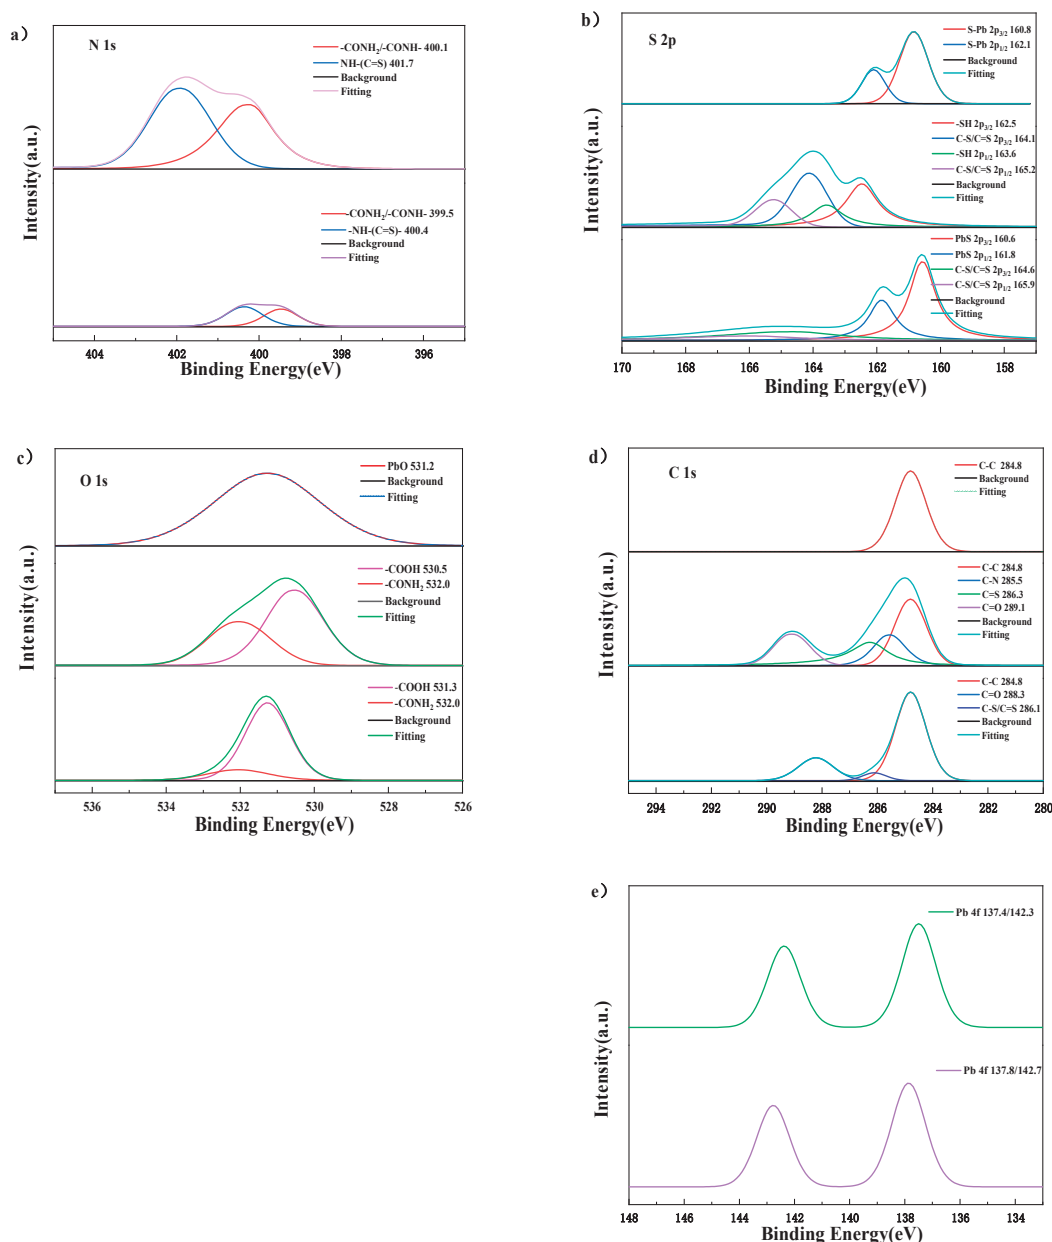 a）
N 1s
-CONH₂/-CONH- 400.1
NH-(C=S) 401.7
Background
Fitting
-CONH₂/-CONH- 399.5
-NH-(C=S)- 400.4
Background
Fitting
Intensity(a.u.)
404 402 400 398 396
Binding Energy(eV)
b）
S 2p
S-Pb 2p₃/₂ 160.8
S-Pb 2p₁/₂ 162.1
Background
Fitting
-SH 2p₃/₂ 162.5
C-S/C=S 2p₃/₂ 164.1
-SH 2p₁/₂ 163.6
C-S/C=S 2p₁/₂ 165.2
Background
Fitting
PbS 2p₃/₂ 160.6
PbS 2p₁/₂ 161.8
C-S/C=S 2p₃/₂ 164.6
C-S/C=S 2p₁/₂ 165.9
Background
Fitting
Intensity(a.u.)
170 168 166 164 162 160 158
Binding Energy(eV)
c）
O 1s
PbO 531.2
Background
Fitting
-COOH 530.5
-CONH₂ 532.0
Background
Fitting
-COOH 531.3
-CONH₂ 532.0
Background
Fitting
Intensity(a.u.)
536 534 532 530 528 526
Binding Energy(eV)
d）
C 1s
C-C 284.8
Background
Fitting
C-C 284.8
C-N 285.5
C=S 286.3
C=O 289.1
Background
Fitting
C-C 284.8
C=O 288.3
C-S/C=S 286.1
Background
Fitting
Intensity(a.u.)
294 292 290 288 286 284 282 280
Binding Energy(eV)
e）
Pb 4f 137.4/142.3
Pb 4f 137.8/142.7
Intensity(a.u.)
148 146 144 142 140 138 136 134
Binding Energy(eV)